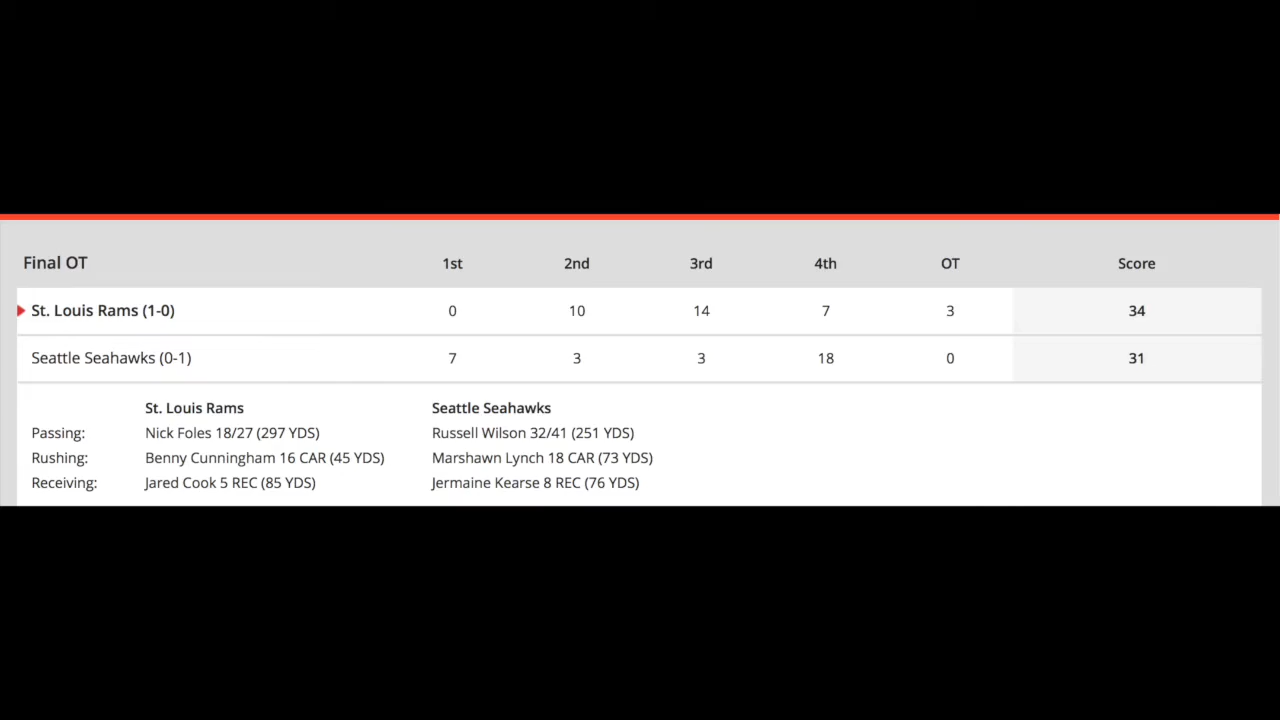 Final OT 1st 2nd 3rd 4th OT Score
St. Louis Rams (1-0) 0 10 14 7 3 34
Seattle Seahawks (0-1) 7 3 3 18 0 31
St. Louis Rams Seattle Seahawks
Passing: Nick Foles 18/27 (297 YDS) Russell Wilson 32/41 (251 YDS)
Rushing: Benny Cunningham 16 CAR (45 YDS) Marshawn Lynch 18 CAR (73 YDS)
Receiving: Jared Cook 5 REC (85 YDS) Jermaine Kearse 8 REC (76 YDS)